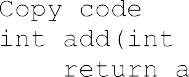 Copy code
int add(int
    return a